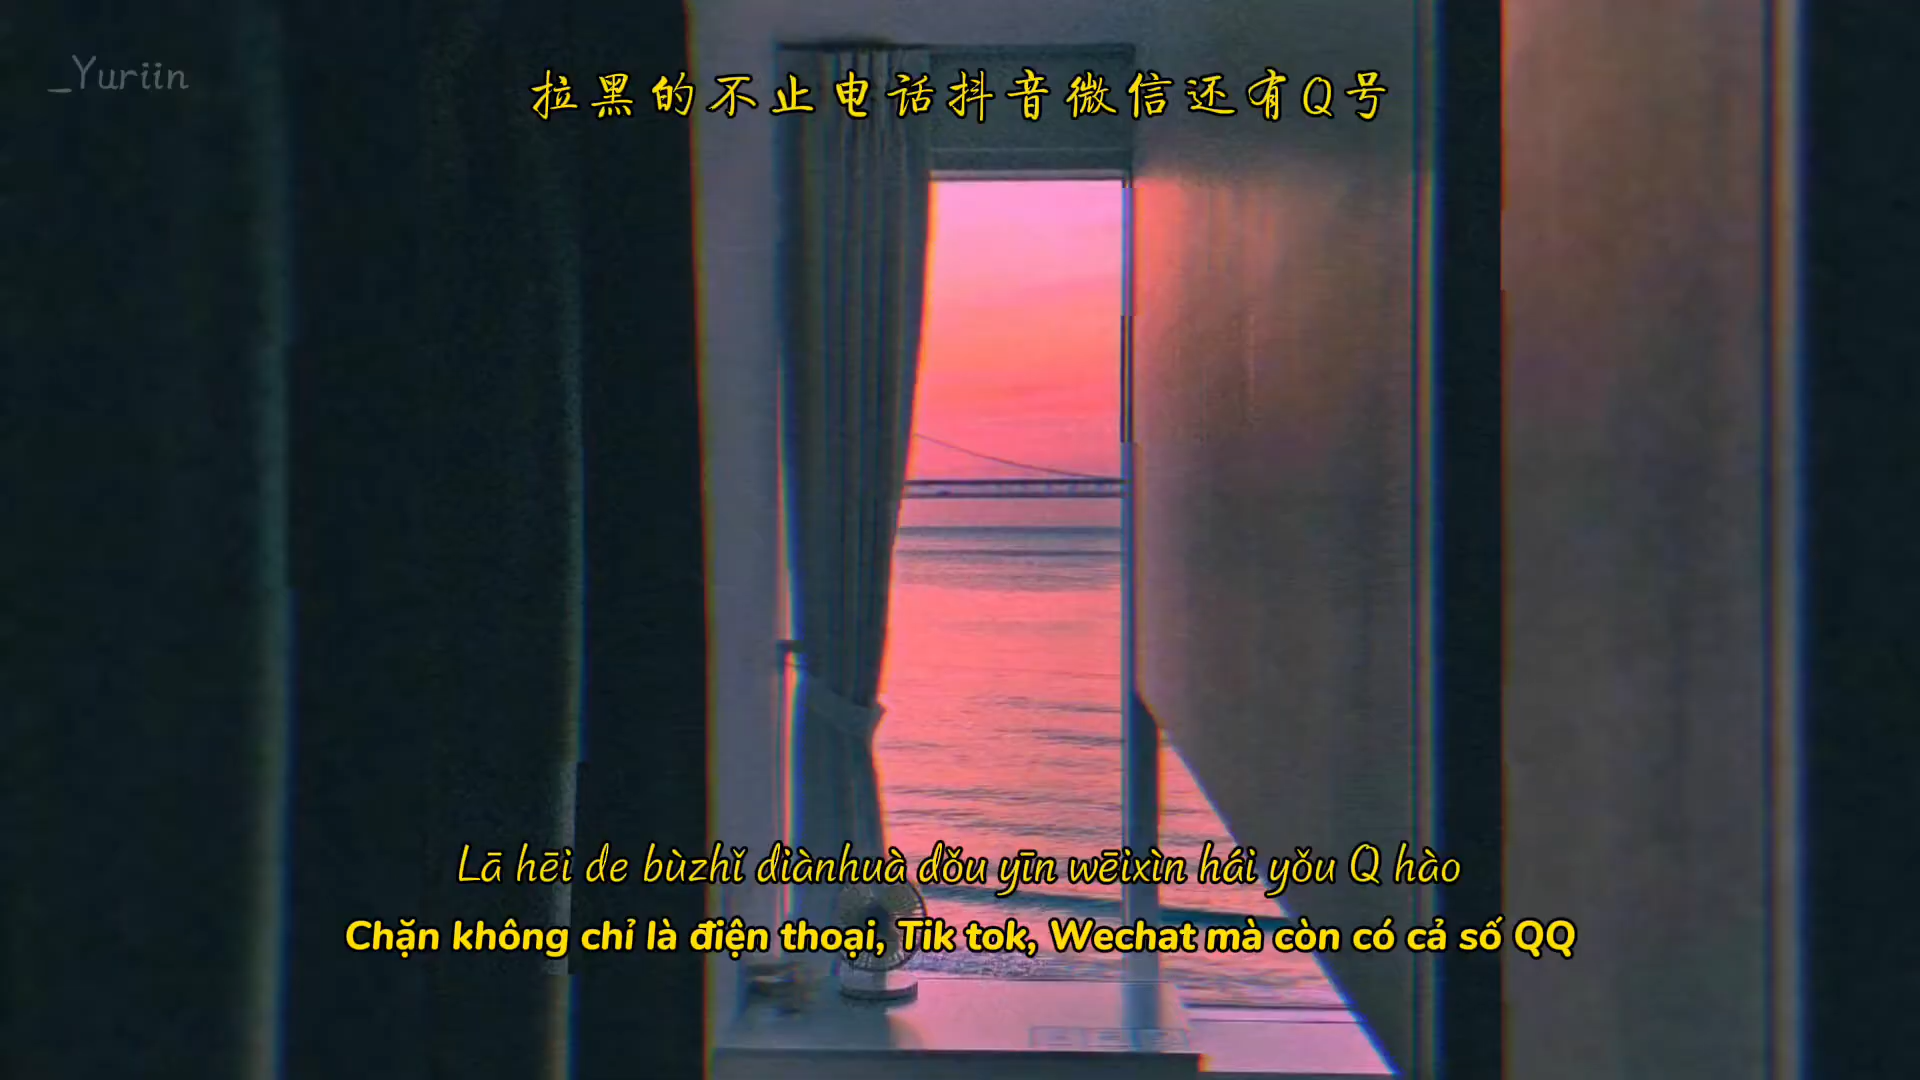 _Yuriin
拉黑的不止电话抖音微信还有Q号
Lā hēi de bùzhǐ diànhuà dǒu yīn wēixìn hái yǒu Q hào
Chặn không chỉ là điện thoại, Tik tok, Wechat mà còn có cả số QQ